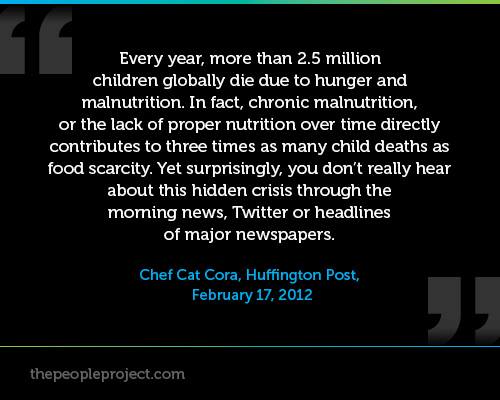 Every year, more than 2.5 million
children globally die due to hunger and
malnutrition. In fact, chronic malnutrition,
or the lack of proper nutrition over time directly
contributes to three times as many child deaths as
food scarcity. Yet surprisingly, you don't really hear
about this hidden crisis through the
morning news, Twitter or headlines
of major newspapers.
Chef Cat Cora, Huffington Post,
February 17, 2012
thepeopleproject.com